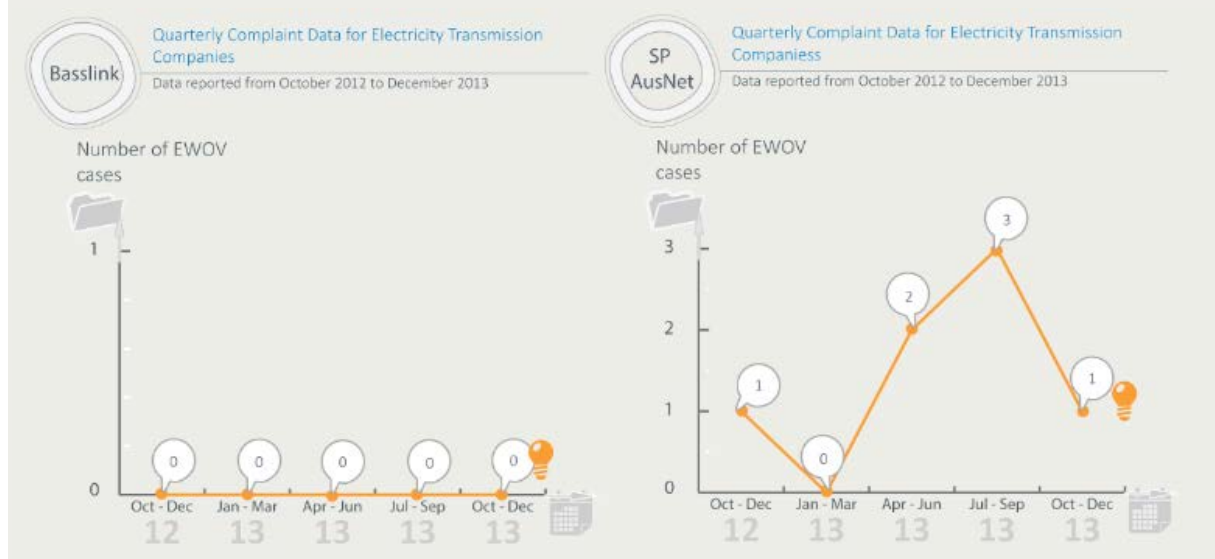 Basslink
Quarterly Complaint Data for Electricity Transmission
Companies
Data reported from October 2012 to December 2013
Number of EWOV
cases
1
0
0
0
0
0
0
Oct - Dec
Jan - Mar
Apr - Jun
Jul - Sep
Oct - Dec
12
13
13
13
13
SP
AusNet
Quarterly Complaint Data for Electricity Transmission
Companiess
Data reported from October 2012 to December 2013
Number of EWOV
cases
3
2
1
0
1
0
2
3
1
Oct - Dec
Jan - Mar
Apr - Jun
Jul - Sep
Oct - Dec
12
13
13
13
13